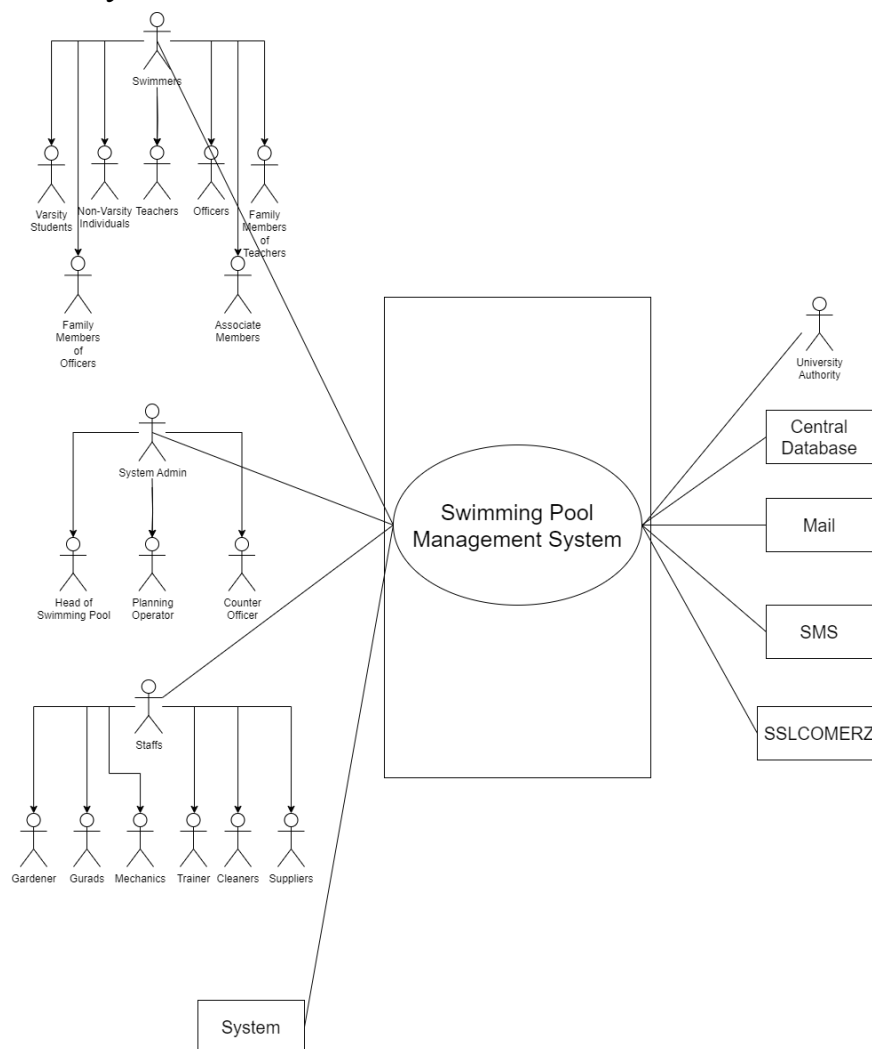 Swimmers
Varsity
Students
Non-Varsity
Individuals
Teachers
Officers
Family
Members
of
Teachers
Family
Members
of
Officers
Associate
Members
University
Authority
Central
Database
System Admin
Swimming Pool
Management System
Mail
Head of
Swimming Pool
Planning
Operator
Counter
Officer
SMS
Staffs
SSLCOMERZ
Gardener
Gurads
Mechanics
Trainer
Cleaners
Suppliers
System